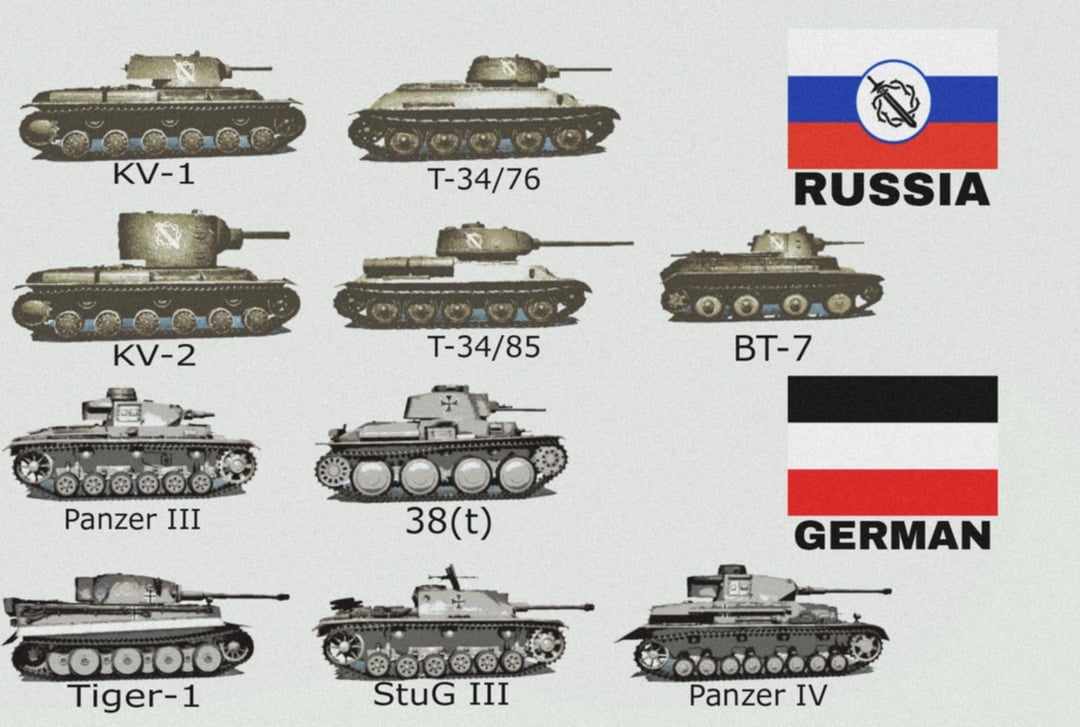 KV-1
T-34/76
RUSSIA
KV-2
T-34/85
BT-7
Panzer III
38(t)
GERMAN
Tiger-1
StuG III
Panzer IV